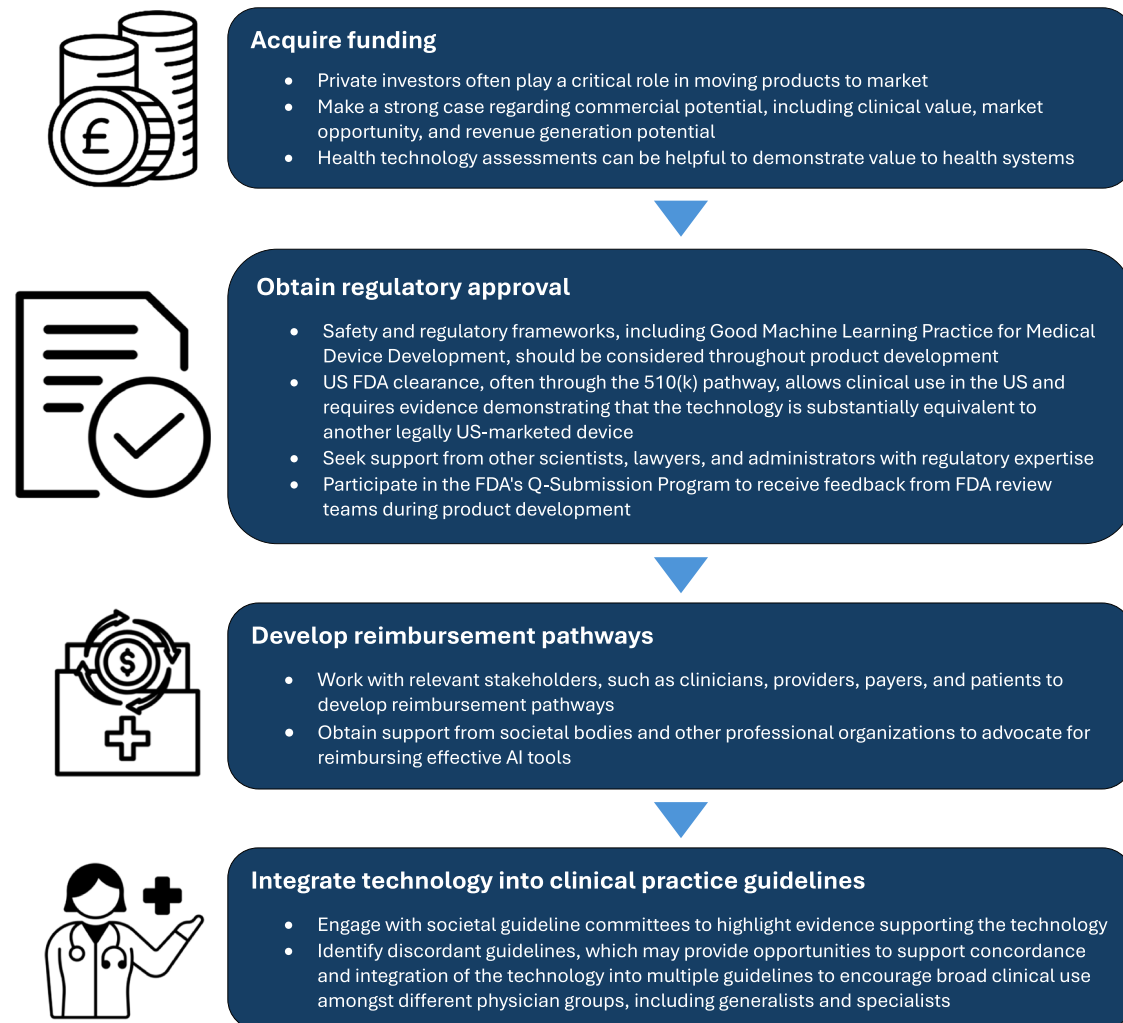 Acquire funding
• Private investors often play a critical role in moving products to market
• Make a strong case regarding commercial potential, including clinical value, market
opportunity, and revenue generation potential
• Health technology assessments can be helpful to demonstrate value to health systems
£
Obtain regulatory approval
• Safety and regulatory frameworks, including Good Machine Learning Practice for Medical
Device Development, should be considered throughout product development
• US FDA clearance, often through the 510(k) pathway, allows clinical use in the US and
requires evidence demonstrating that the technology is substantially equivalent to
another legally US-marketed device
• Seek support from other scientists, lawyers, and administrators with regulatory expertise
• Participate in the FDA's Q-Submission Program to receive feedback from FDA review
teams during product development
Develop reimbursement pathways
$
• Work with relevant stakeholders, such as clinicians, providers, payers, and patients to
develop reimbursement pathways
• Obtain support from societal bodies and other professional organizations to advocate for
reimbursing effective AI tools
Integrate technology into clinical practice guidelines
• Engage with societal guideline committees to highlight evidence supporting the technology
• Identify discordant guidelines, which may provide opportunities to support concordance
and integration of the technology into multiple guidelines to encourage broad clinical use
amongst different physician groups, including generalists and specialists